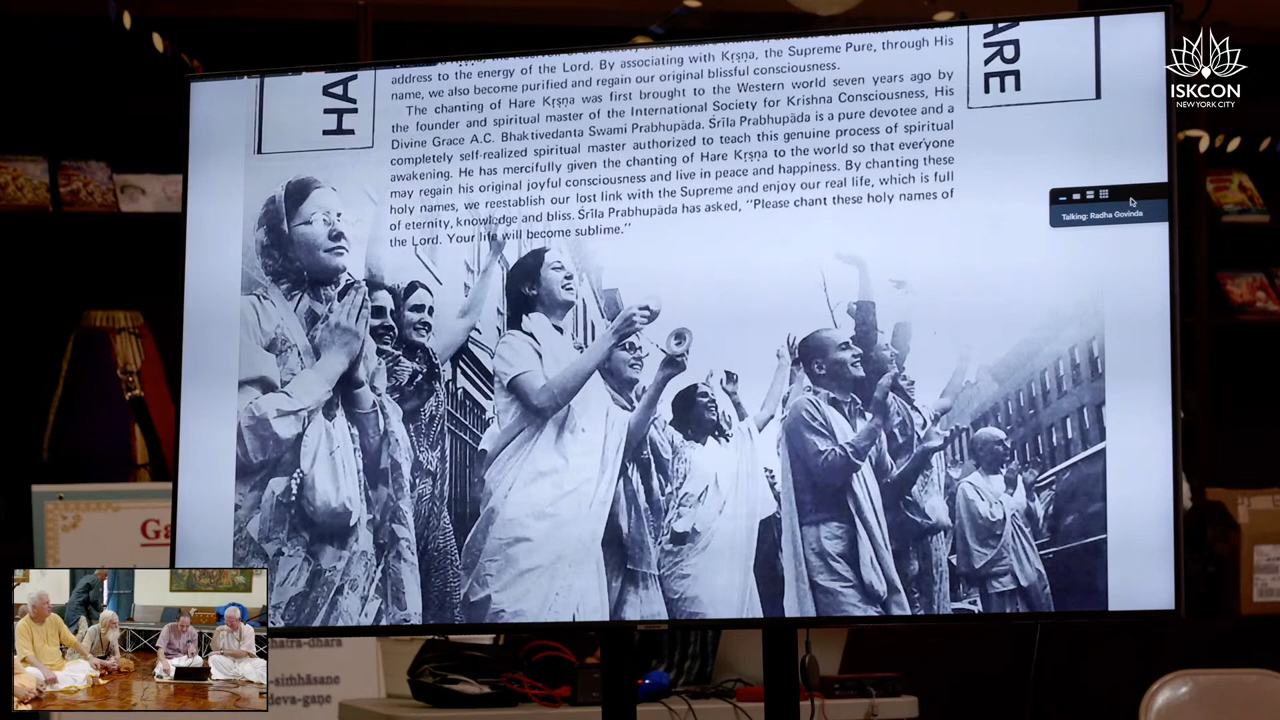 HA
ARE
address to the energy of the Lord. By associating with Kṛṣṇa, the Supreme Pure, through His
name, we also become purified and regain our original blissful consciousness.
The chanting of Hare Kṛṣṇa was first brought to the Western world seven years ago by
the founder and spiritual master of the International Society for Krishna Consciousness, His
Divine Grace A.C. Bhaktivedanta Swami Prabhupāda. Śrīla Prabhupāda is a pure devotee and a
completely self-realized spiritual master authorized to teach this genuine process of spiritual
awakening. He has mercifully given the chanting of Hare Kṛṣṇa to the world so that everyone
may regain his original joyful consciousness and live in peace and happiness. By chanting these
holy names, we reestablish our lost link with the Supreme and enjoy our real life, which is full
of eternity, knowledge and bliss. Śrīla Prabhupāda has asked, "Please chant these holy names of
the Lord. Your life will become sublime."
ISKCON
NEW YORK CITY
Talking: Radha Govinda
Ga
hatra-dhara
-siṁhāsane
deva-gaṇe